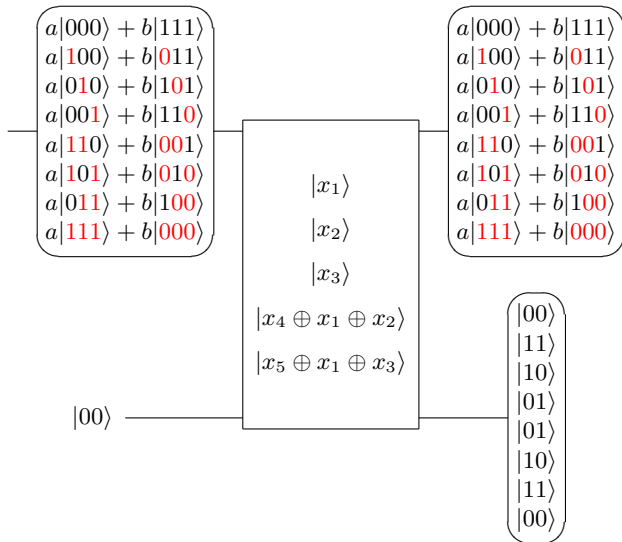 a|000⟩ + b|111⟩
a|100⟩ + b|011⟩
a|010⟩ + b|101⟩
a|001⟩ + b|110⟩
a|110⟩ + b|001⟩
a|101⟩ + b|010⟩
a|011⟩ + b|100⟩
a|111⟩ + b|000⟩
|x₁⟩
|x₂⟩
|x₃⟩
|x₄ ⊕ x₁ ⊕ x₂⟩
|x₅ ⊕ x₁ ⊕ x₃⟩
a|000⟩ + b|111⟩
a|100⟩ + b|011⟩
a|010⟩ + b|101⟩
a|001⟩ + b|110⟩
a|110⟩ + b|001⟩
a|101⟩ + b|010⟩
a|011⟩ + b|100⟩
a|111⟩ + b|000⟩
|00⟩
|00⟩
|11⟩
|10⟩
|01⟩
|01⟩
|10⟩
|11⟩
|00⟩